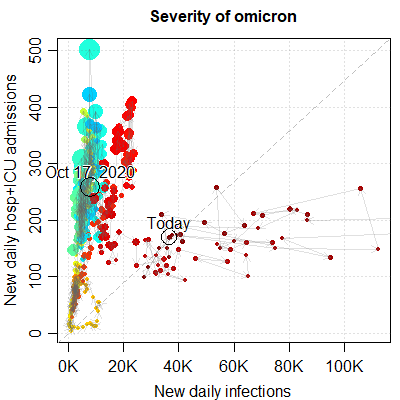 Severity of omicron
New daily hosp+ICU admissions
500
400
300
200
100
0
Oct 17, 2020
Today
0K 20K 40K 60K 80K 100K
New daily infections